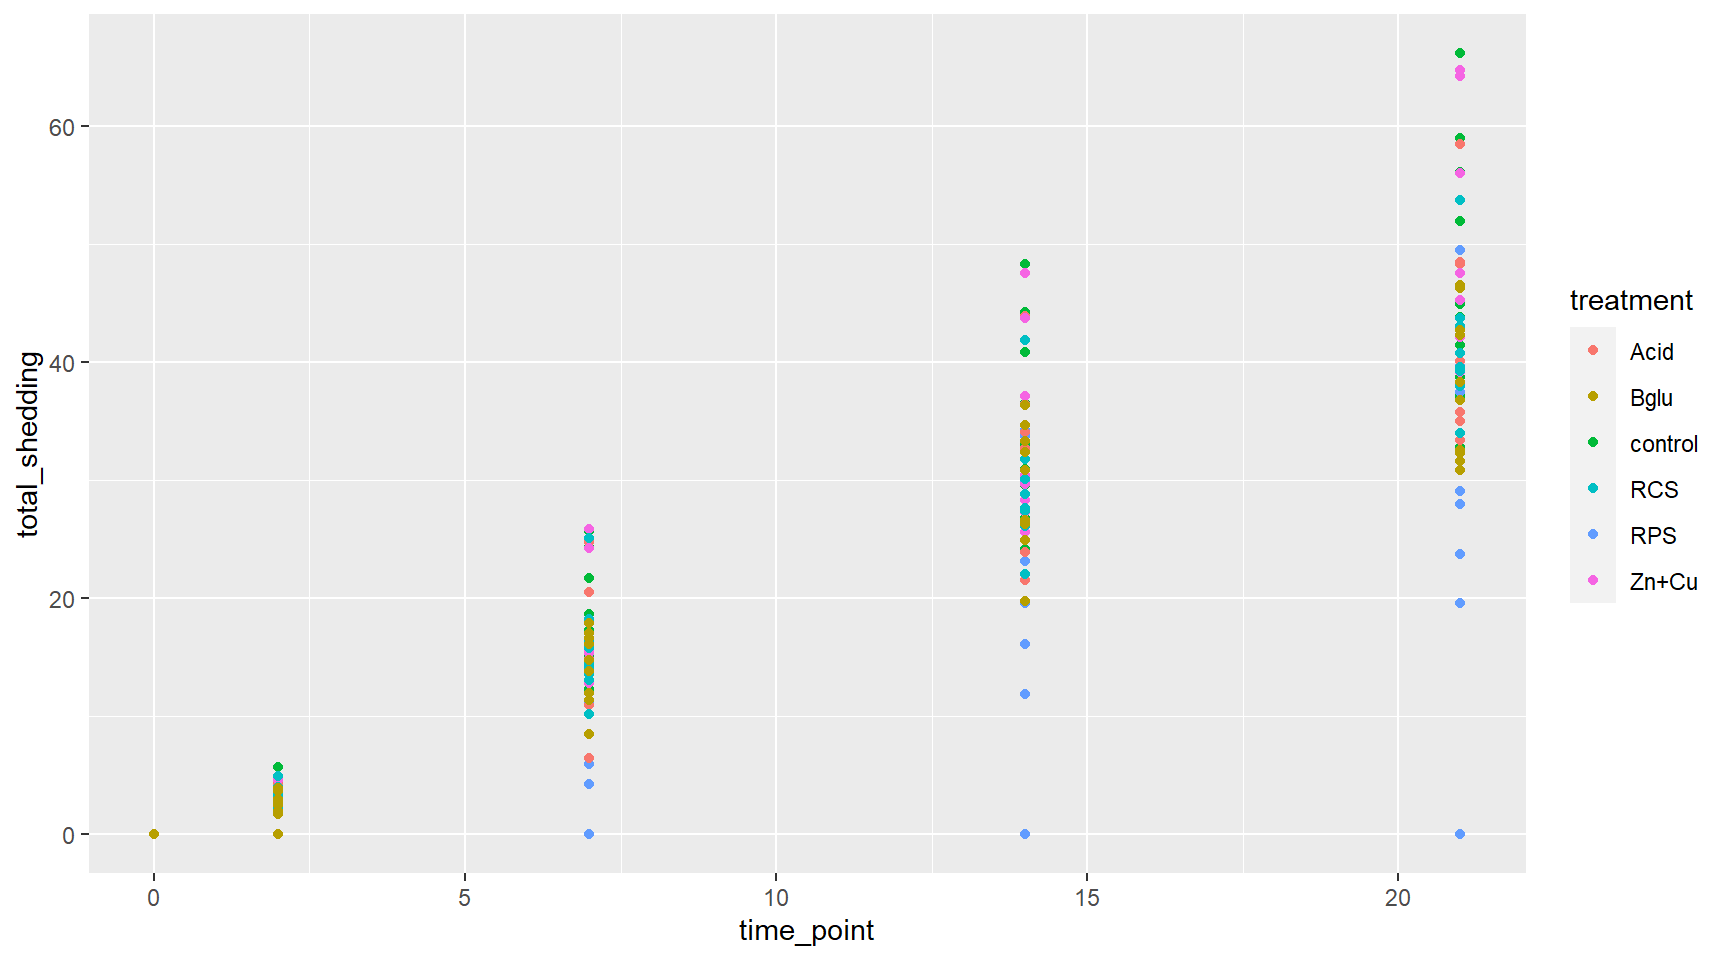 total_shedding
60
40
20
0
0 5 10 15 20
time_point
treatment
Acid
Bglu
control
RCS
RPS
Zn+Cu